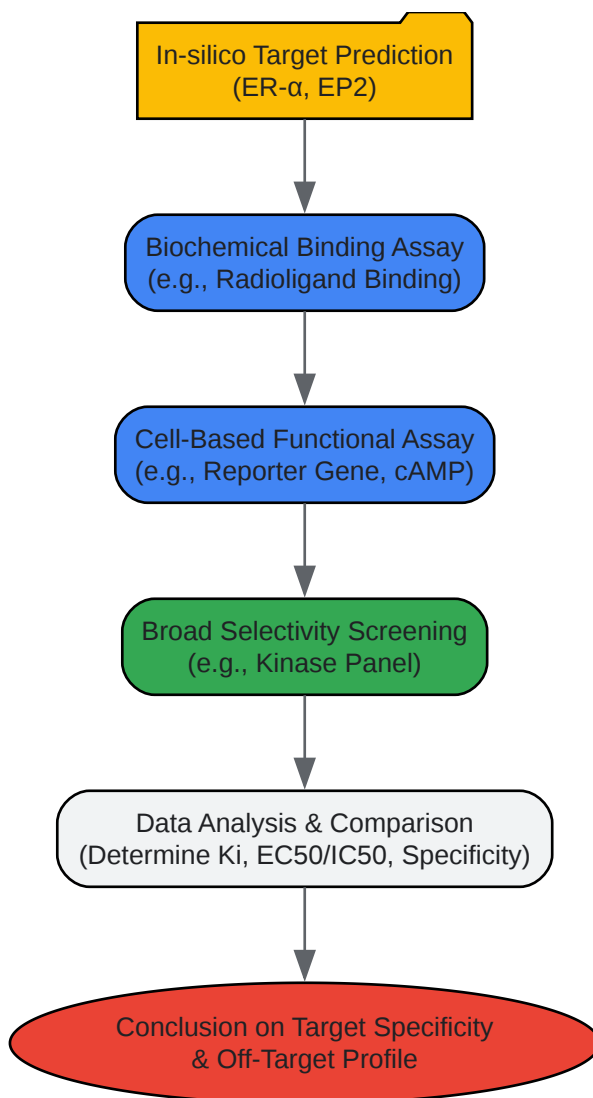 In-silico Target Prediction
(ER-α, EP2)
Biochemical Binding Assay
(e.g., Radioligand Binding)
Cell-Based Functional Assay
(e.g., Reporter Gene, cAMP)
Broad Selectivity Screening
(e.g., Kinase Panel)
Data Analysis & Comparison
(Determine Ki, EC50/IC50, Specificity)
Conclusion on Target Specificity
& Off-Target Profile